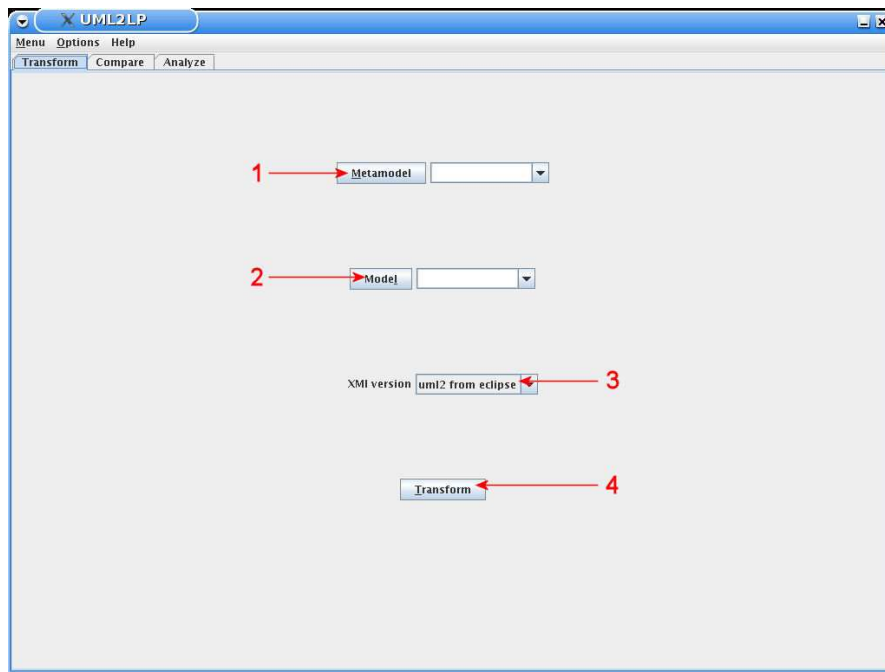 UML2LP
Menu Options Help
Transform Compare Analyze
1 Metamodel
2 Model
XMI version uml2 from eclipse 3
Transform 4